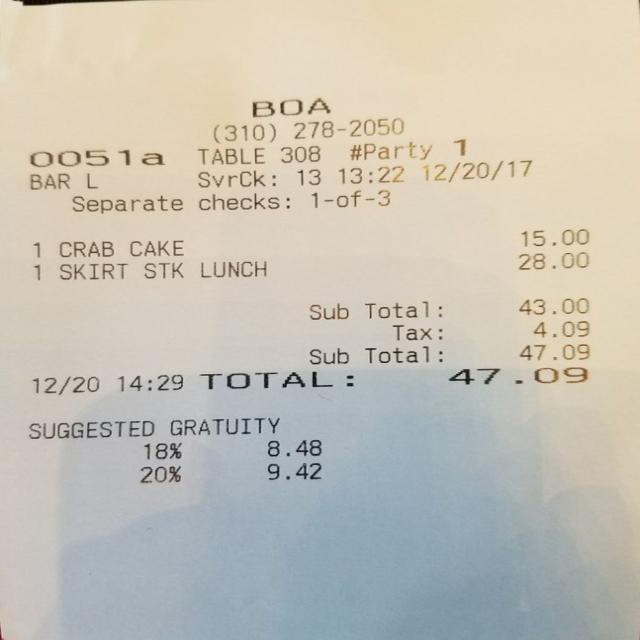 BOA
(310) 278-2050
0051a TABLE 308 #Party 1
BAR L SvrCk: 13 13:22 12/20/17
Separate checks: 1-of-3
1 CRAB CAKE 15.00
1 SKIRT STK LUNCH 28.00
Sub Total: 43.00
Tax: 4.09
Sub Total: 47.09
12/20 14:29 TOTAL: 47.09
SUGGESTED GRATUITY
18% 8.48
20% 9.42